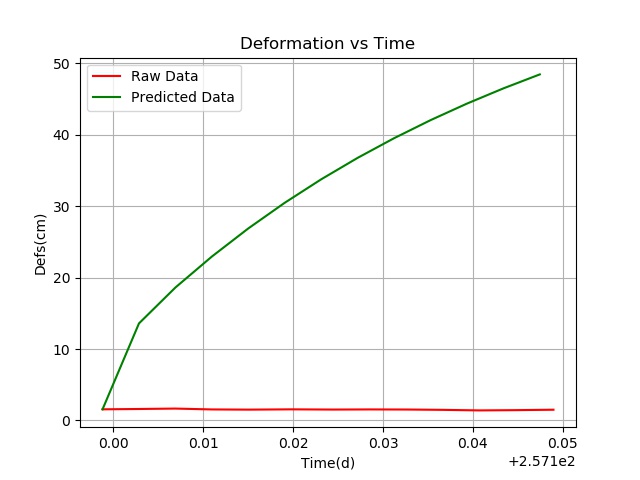 Deformation vs Time
Raw Data
Predicted Data
50
40
30
20
10
0
Defs(cm)
0.00 0.01 0.02 0.03 0.04 0.05
Time(d)
+2.571e2